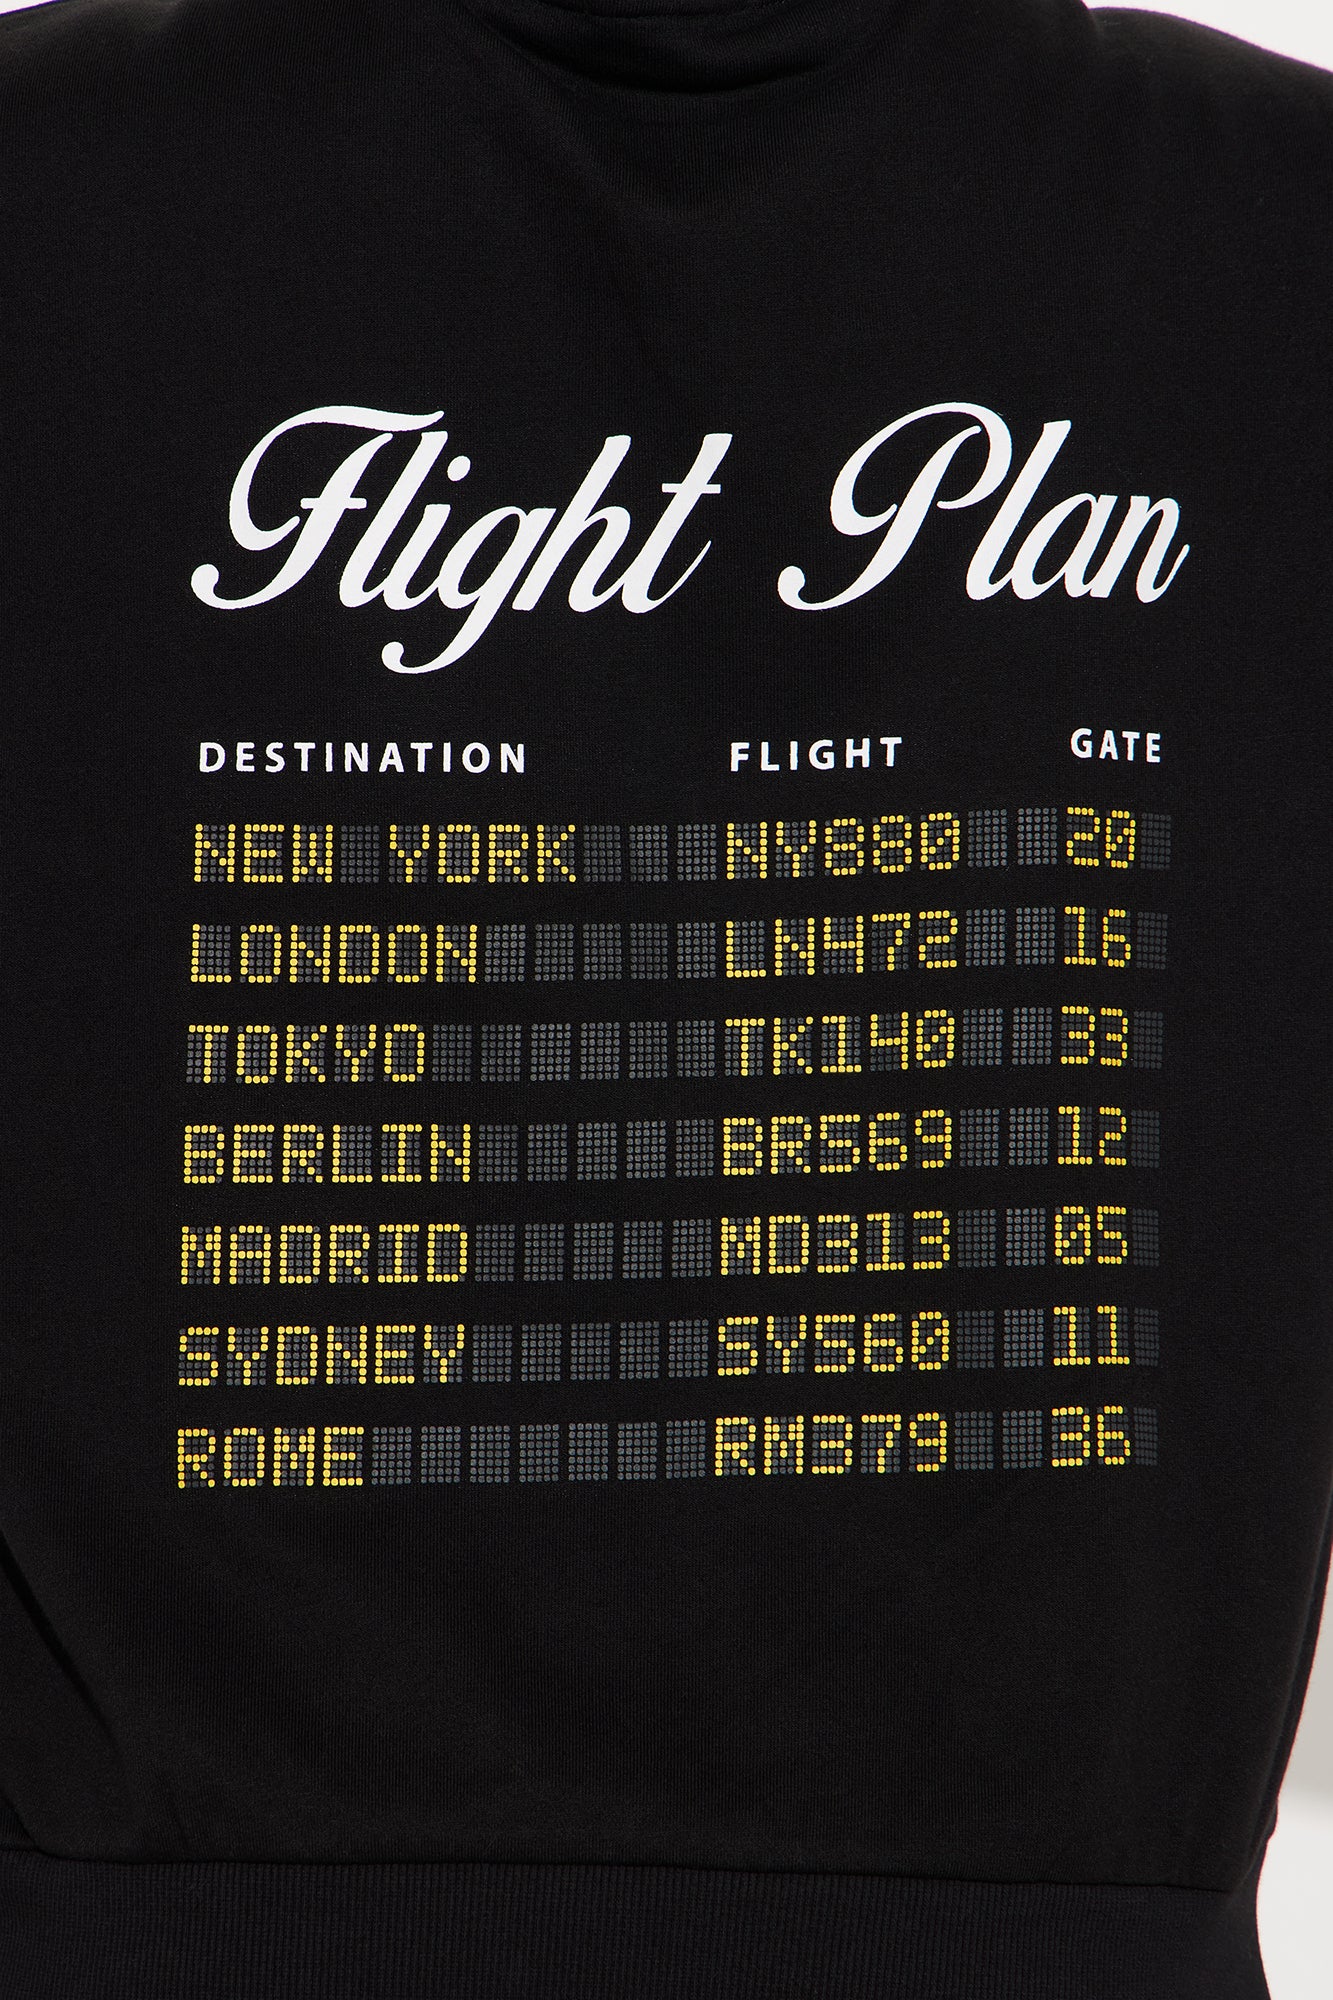 Flight Plan
DESTINATION FLIGHT GATE
NEW YORK NY880 20
LONDON LN472 16
TOKYO TK140 33
BERLIN BR569 12
MADRID MD313 05
SYDNEY SY560 11
ROME RM379 36